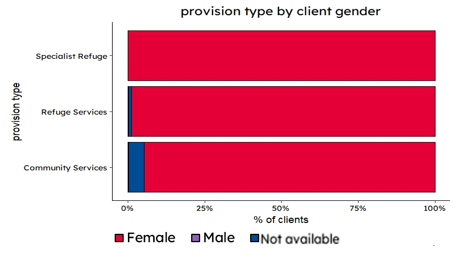 provision type by client gender
Specialist Refuge
Refuge Services
Community Services
provision type
0% 25% 50% 75% 100%
% of clients
Female Male Not available